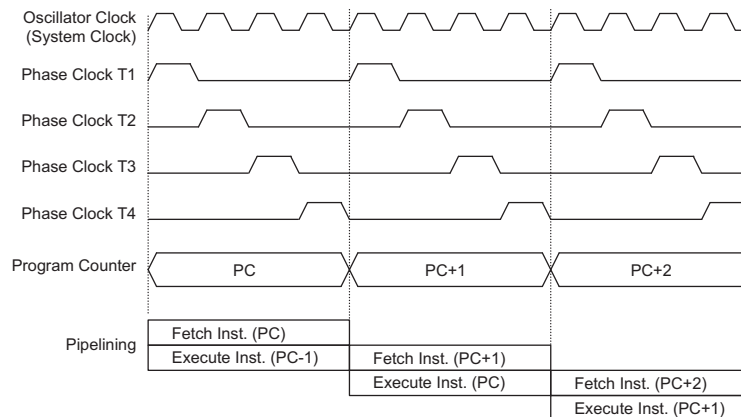 Oscillator Clock
(System Clock)
Phase Clock T1
Phase Clock T2
Phase Clock T3
Phase Clock T4
Program Counter
PC
PC+1
PC+2
Pipelining
Fetch Inst. (PC)
Execute Inst. (PC-1)
Fetch Inst. (PC+1)
Execute Inst. (PC)
Fetch Inst. (PC+2)
Execute Inst. (PC+1)